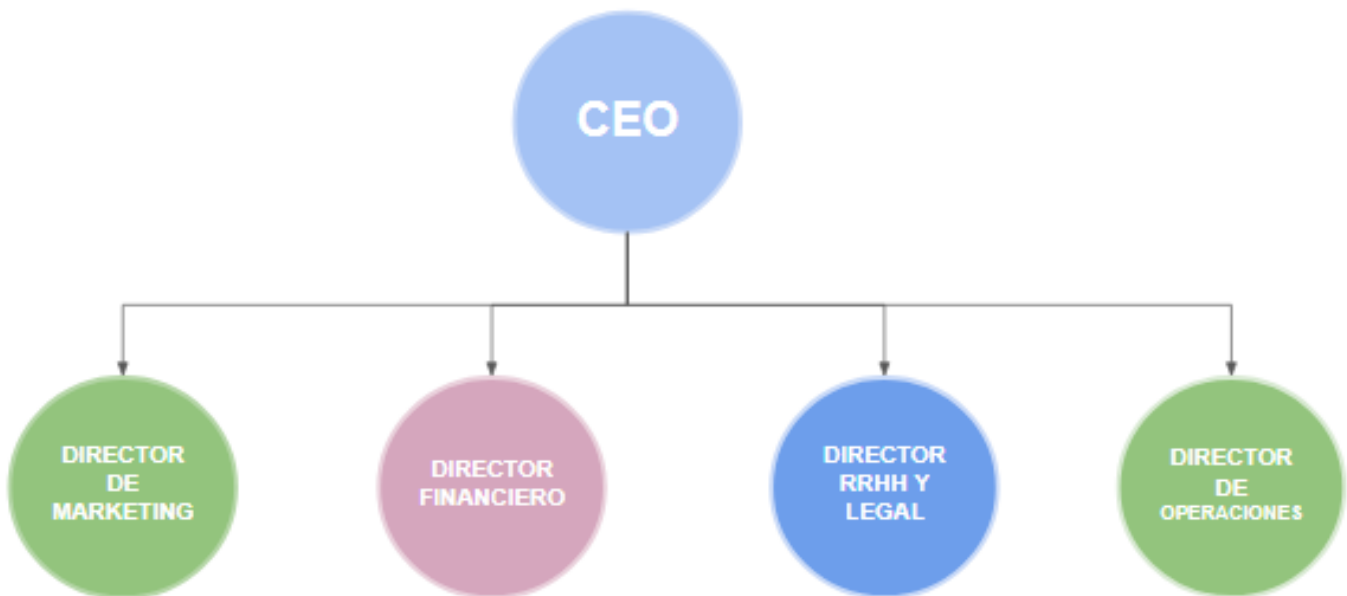 CEO
DIRECTOR
DE
MARKETING
DIRECTOR
FINANCIERO
DIRECTOR
RRHH Y
LEGAL
DIRECTOR
DE
OPERACIONES